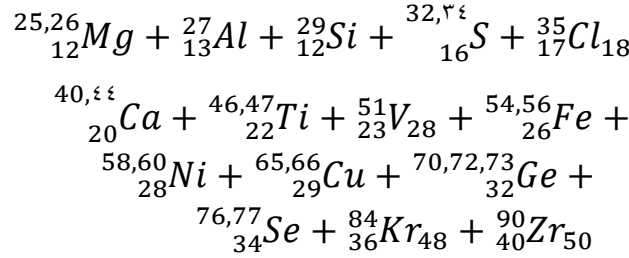 ^{25,26}_{12}Mg + ^{27}_{13}Al + ^{29}_{12}Si + ^{32,٣٤}_{16}S + ^{35}_{17}Cl_{18}
^{40,٤٤}_{20}Ca + ^{46,47}_{22}Ti + ^{51}_{23}V_{28} + ^{54,56}_{26}Fe +
^{58,60}_{28}Ni + ^{65,66}_{29}Cu + ^{70,72,73}_{32}Ge +
^{76,77}_{34}Se + ^{84}_{36}Kr_{48} + ^{90}_{40}Zr_{50}